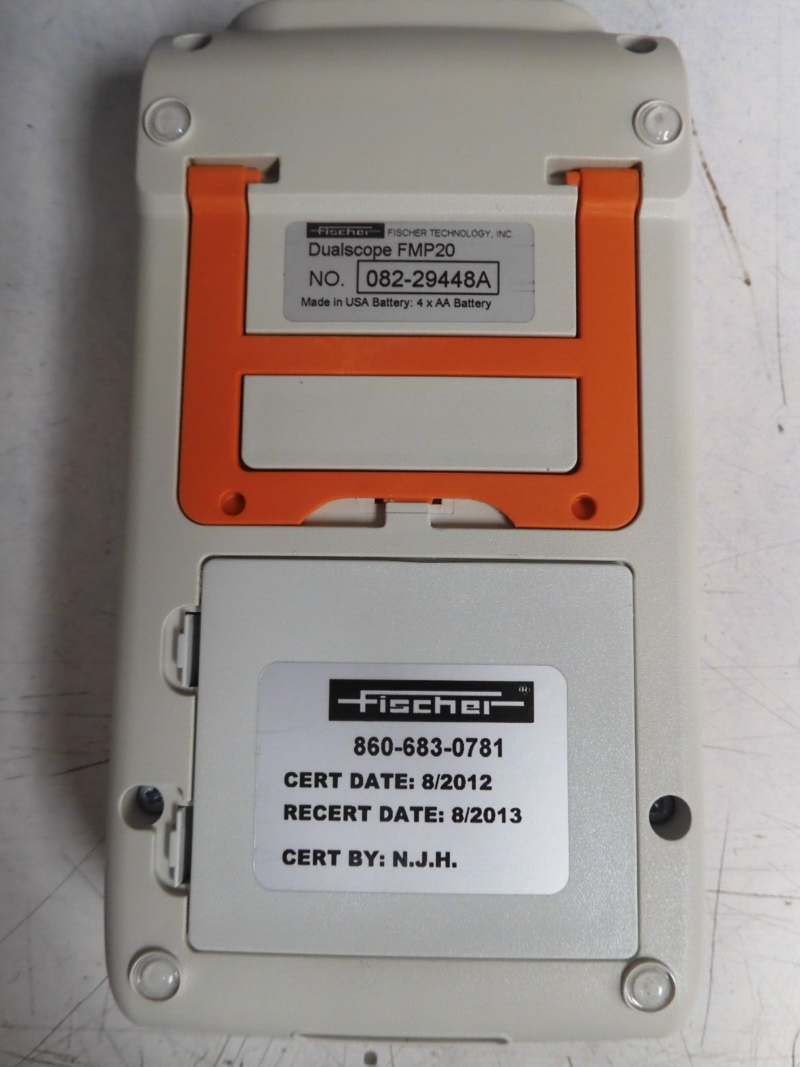 Fischer FISCHER TECHNOLOGY, INC.
Dualscope FMP20
NO. 082-29448A
Made in USA Battery: 4 x AA Battery
Fischer ®
860-683-0781
CERT DATE: 8/2012
RECERT DATE: 8/2013
CERT BY: N.J.H.